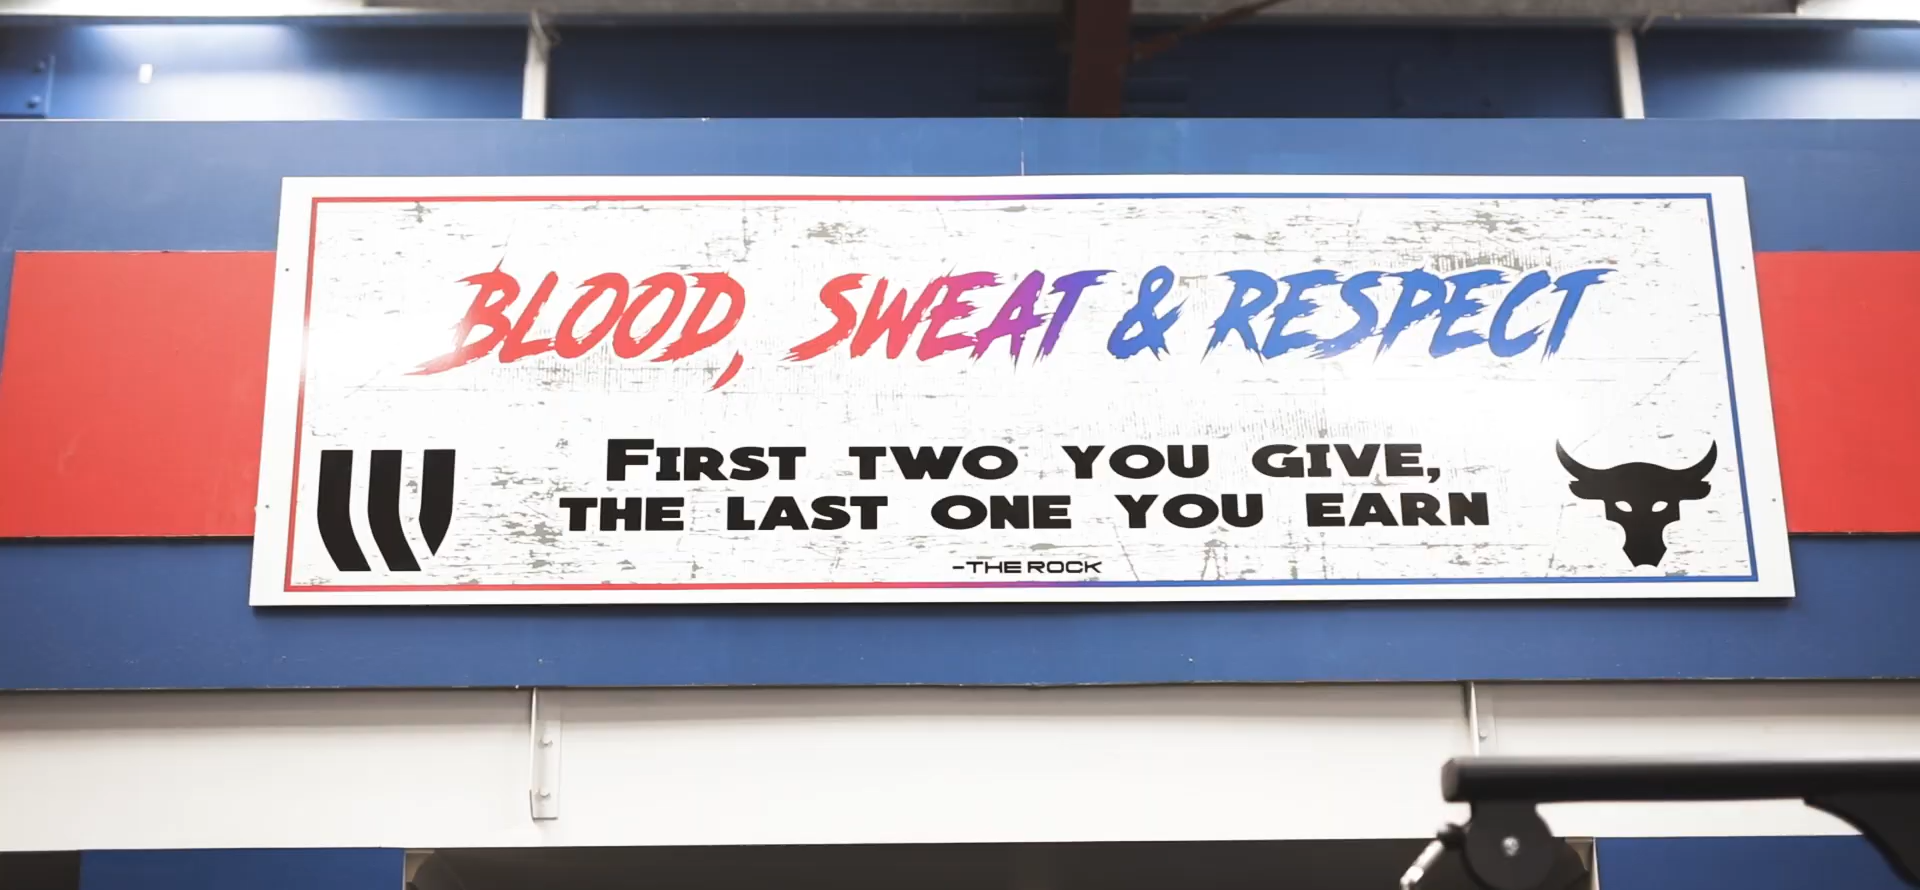 BLOOD, SWEAT & RESPECT
FIRST TWO YOU GIVE,
THE LAST ONE YOU EARN
-THE ROCK